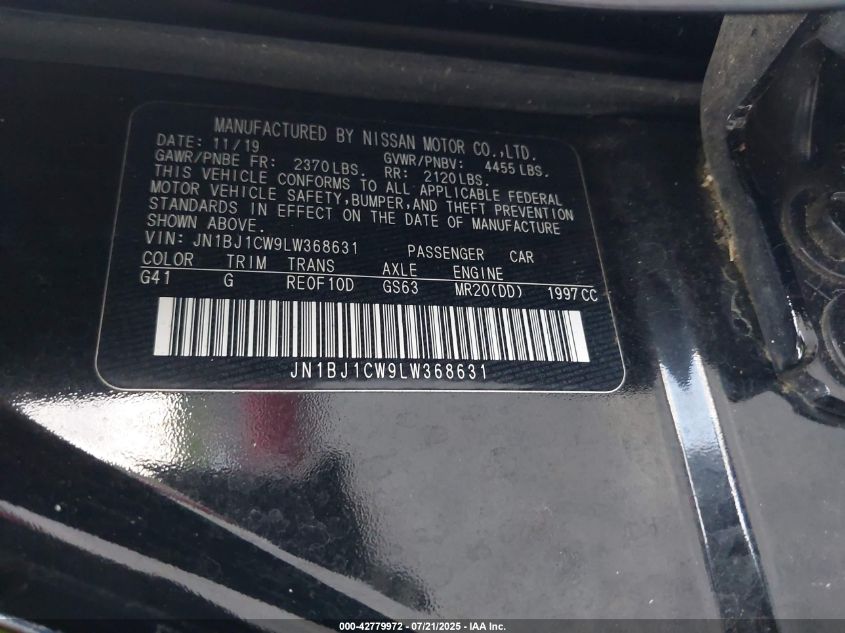 MANUFACTURED BY NISSAN MOTOR CO.,LTD.
DATE: 11/19 GVWR/PNBV: 4455 LBS.
GAWR/PNBE FR: 2370LBS. RR: 2120LBS.
THIS VEHICLE CONFORMS TO ALL APPLICABLE FEDERAL
MOTOR VEHICLE SAFETY,BUMPER,AND THEFT PREVENTION
STANDARDS IN EFFECT ON THE DATE OF MANUFACTURE
SHOWN ABOVE.
VIN: JN1BJ1CW9LW368631 PASSENGER CAR
COLOR TRIM TRANS AXLE ENGINE
G41 G RE0F10D GS63 MR20(DD) 1997CC
JN1BJ1CW9LW368631
000-42779972 - 07/21/2025 - IAA Inc.